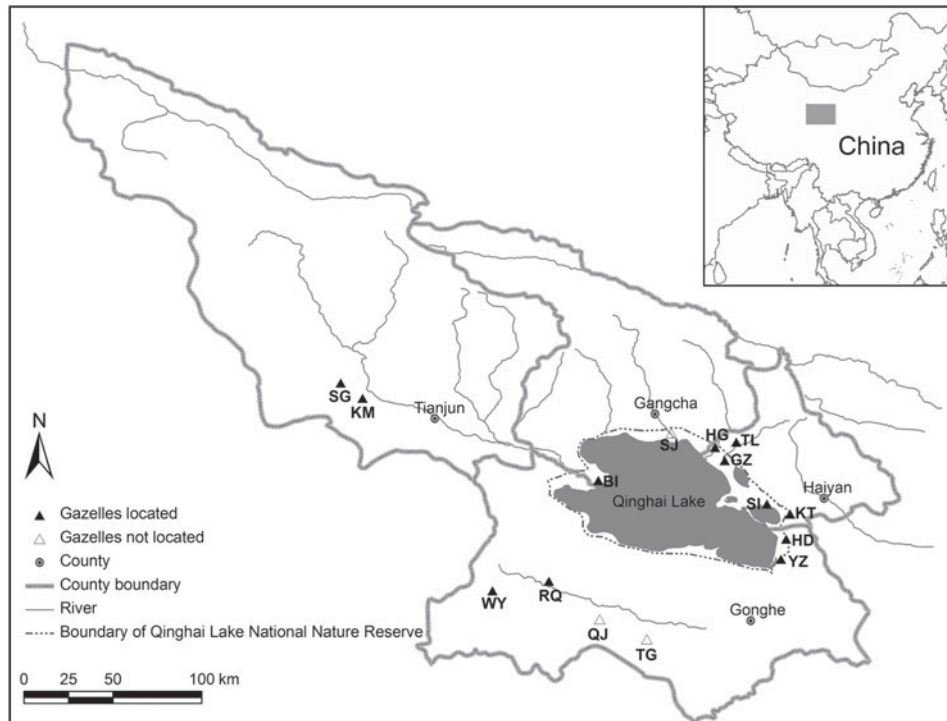 China
SG
KM
Tianjun
Gangcha
SJ
HG
TL
GZ
BI
Qinghai Lake
Haiyan
SI
KT
HD
YZ
WY
RQ
QJ
TG
Gonghe
N
Gazelles located
Gazelles not located
County
County boundary
River
Boundary of Qinghai Lake National Nature Reserve
0 25 50 100 km